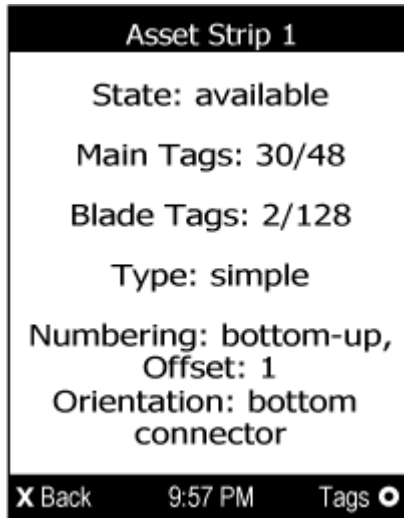 Asset Strip 1
State: available
Main Tags: 30/48
Blade Tags: 2/128
Type: simple
Numbering: bottom-up,
Offset: 1
Orientation: bottom
connector
X Back 9:57 PM Tags O